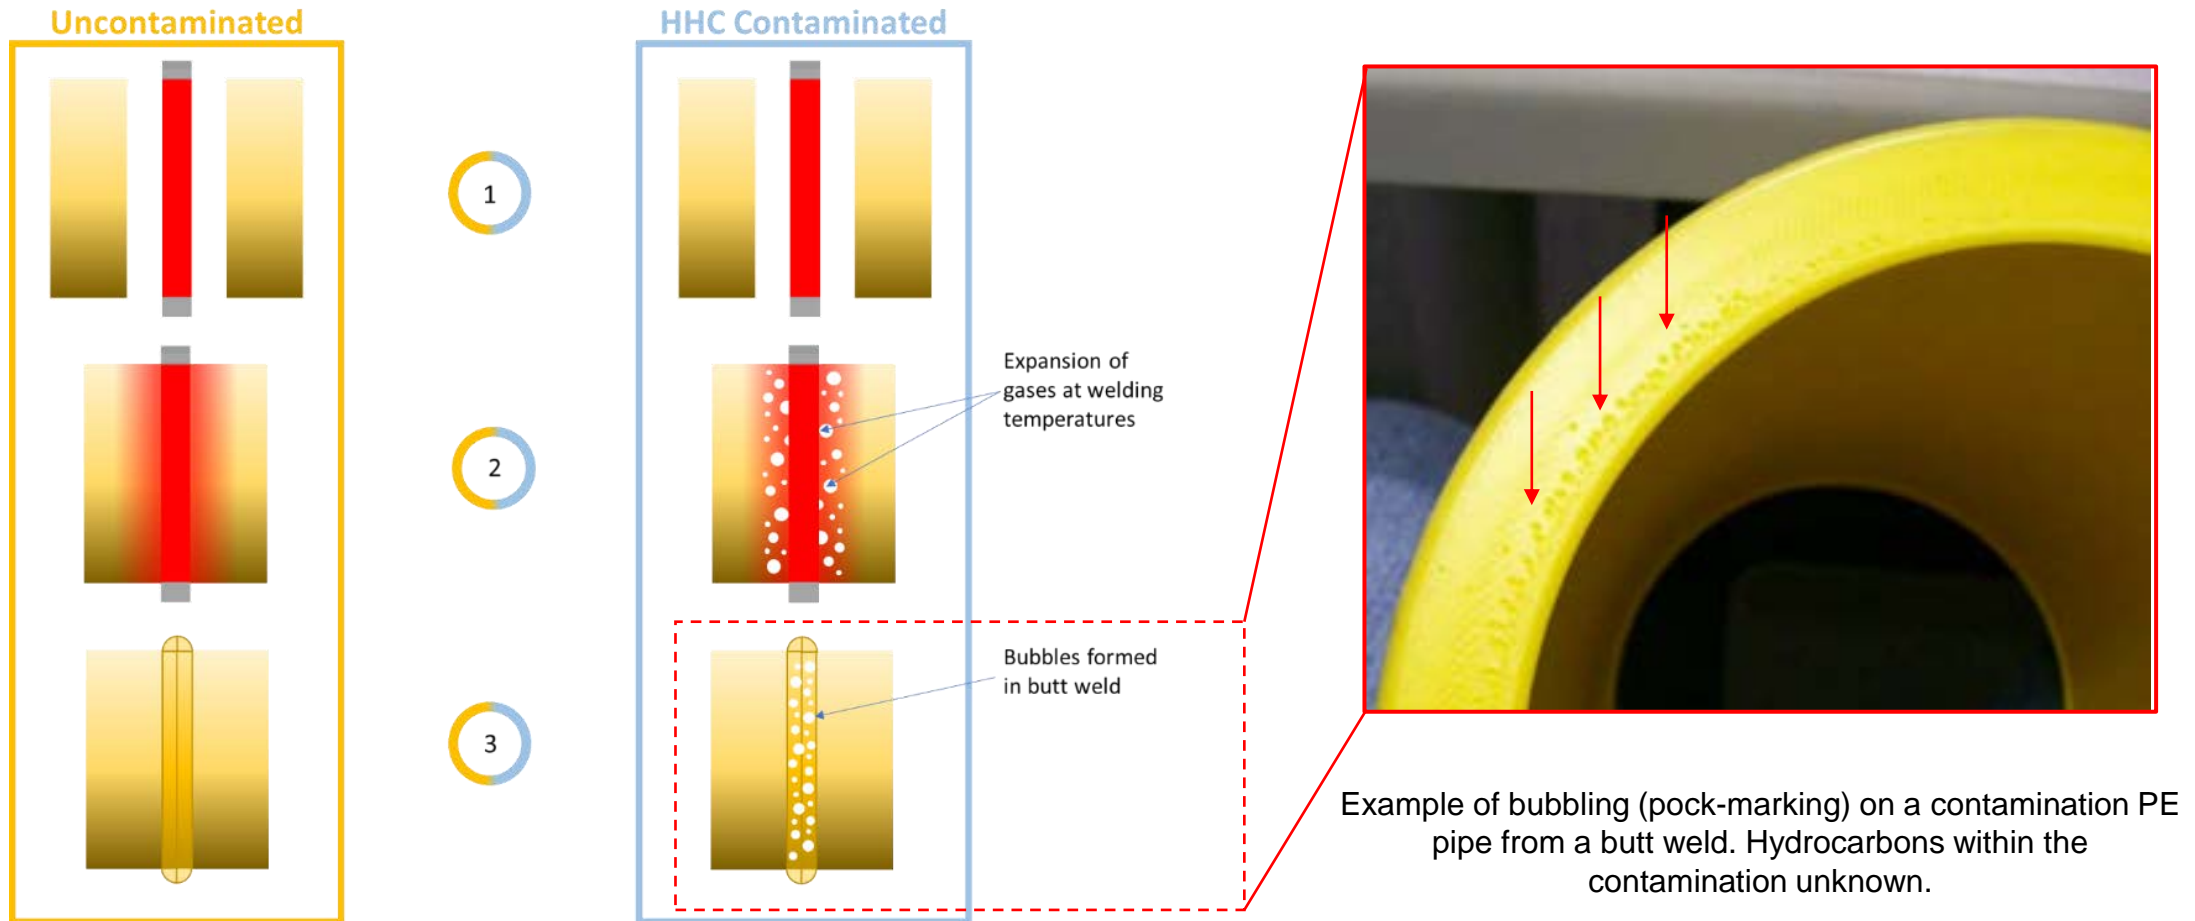 Uncontaminated
HHC Contaminated
1
Expansion of
gases at welding
temperatures
2
Bubbles formed
in butt weld
3
Example of bubbling (pock-marking) on a contamination PE
pipe from a butt weld. Hydrocarbons within the
contamination unknown.